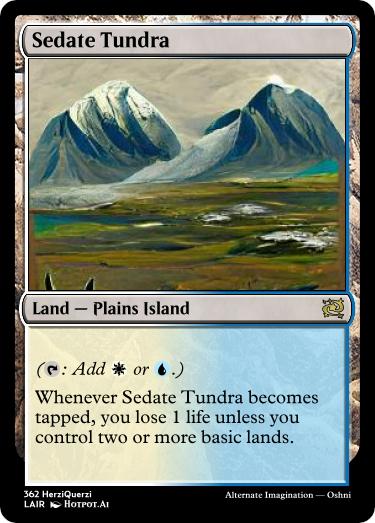 Sedate Tundra
Land — Plains Island
(: Add or .)
Whenever Sedate Tundra becomes
tapped, you lose 1 life unless you
control two or more basic lands.
362 HerziQuerzi
LAIR Hotpot.Ai
Alternate Imagination — Oshni